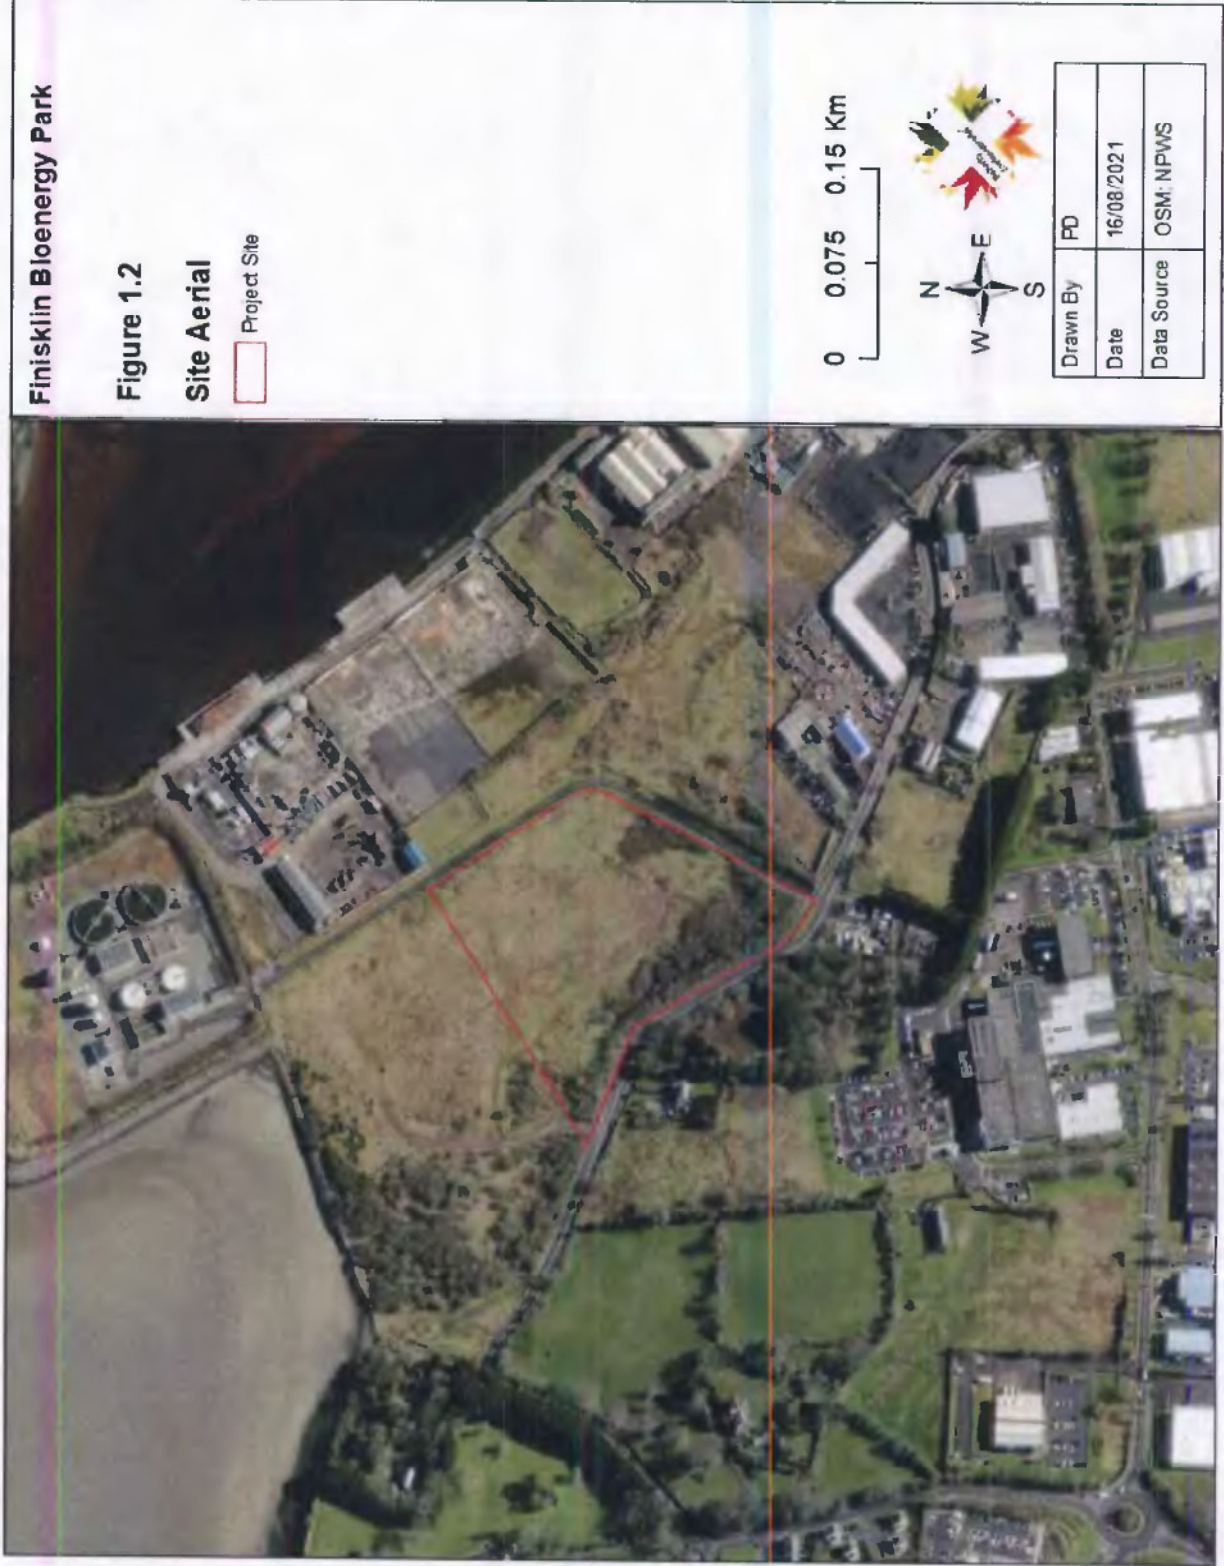 Finisklin Bioenergy Park
Figure 1.2
Site Aerial
Project Site
0 0.075 0.15 Km
N
W E
S
Drawn By PD
Date 16/08/2021
Data Source OSM: NPWS